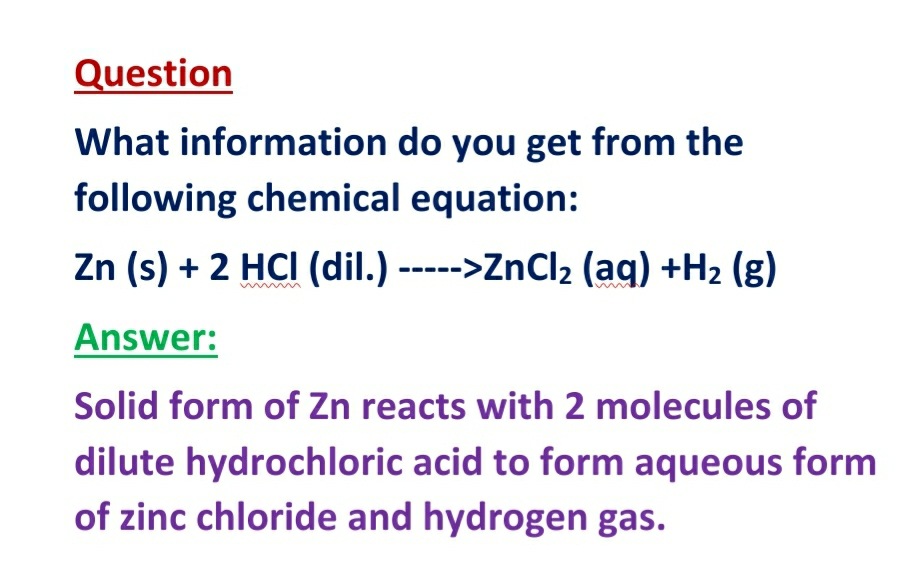 Question
What information do you get from the
following chemical equation:
Zn (s) + 2 HCl (dil.) ----->ZnCl₂ (aq) +H₂ (g)
Answer:
Solid form of Zn reacts with 2 molecules of
dilute hydrochloric acid to form aqueous form
of zinc chloride and hydrogen gas.